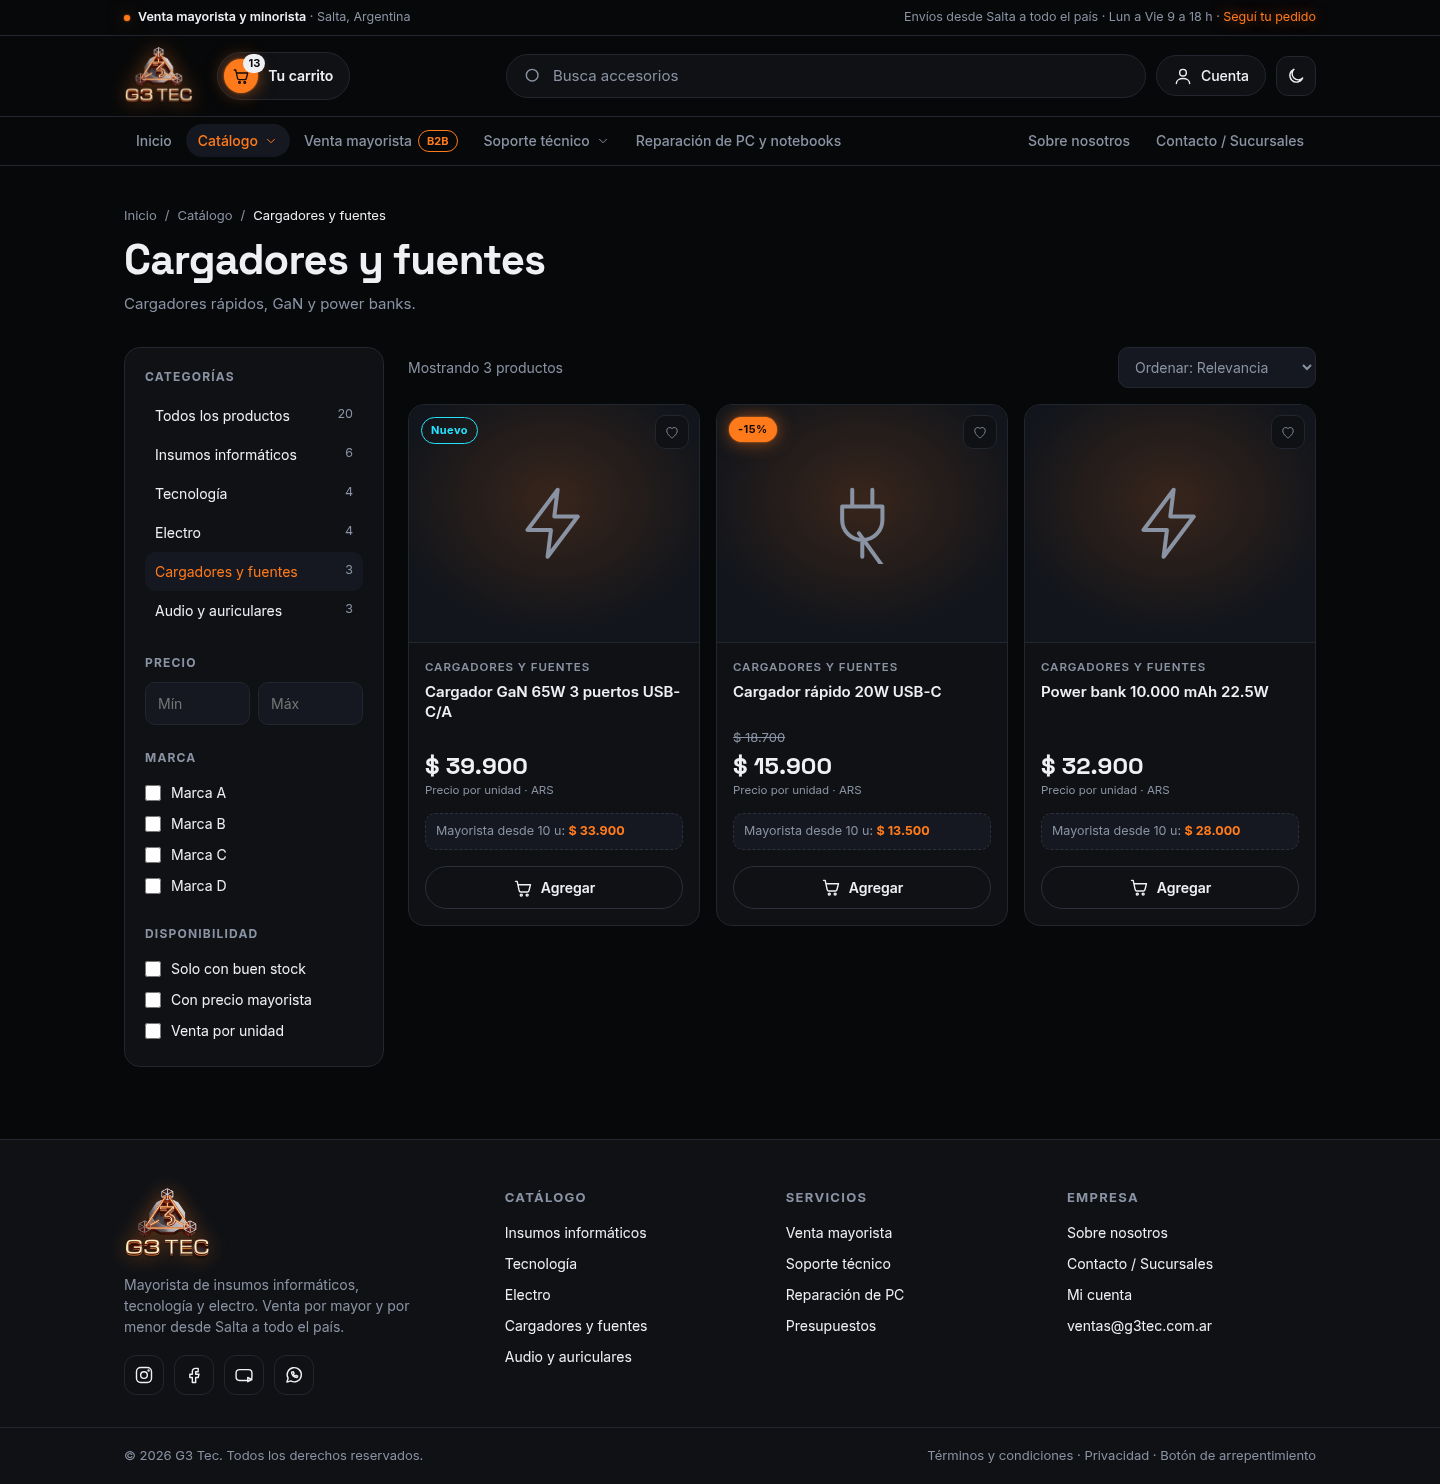 Venta mayorista y minorista · Salta, Argentina
Envíos desde Salta a todo el país · Lun a Vie 9 a 18 h · Seguí tu pedido
G3 TEC
13
Tu carrito
Busca accesorios
Cuenta
Inicio
Catálogo
Venta mayorista B2B
Soporte técnico
Reparación de PC y notebooks
Sobre nosotros
Contacto / Sucursales
Inicio / Catálogo / Cargadores y fuentes
Cargadores y fuentes
Cargadores rápidos, GaN y power banks.
CATEGORÍAS
Todos los productos 20
Insumos informáticos 6
Tecnología 4
Electro 4
Cargadores y fuentes 3
Audio y auriculares 3
PRECIO
Mín
Máx
MARCA
Marca A
Marca B
Marca C
Marca D
DISPONIBILIDAD
Solo con buen stock
Con precio mayorista
Venta por unidad
Mostrando 3 productos
Ordenar: Relevancia
Nuevo
CARGADORES Y FUENTES
Cargador GaN 65W 3 puertos USB-
C/A
$ 39.900
Precio por unidad · ARS
Mayorista desde 10 u: $ 33.900
Agregar
-15%
CARGADORES Y FUENTES
Cargador rápido 20W USB-C
$ 18.700
$ 15.900
Precio por unidad · ARS
Mayorista desde 10 u: $ 13.500
Agregar
CARGADORES Y FUENTES
Power bank 10.000 mAh 22.5W
$ 32.900
Precio por unidad · ARS
Mayorista desde 10 u: $ 28.000
Agregar
G3 TEC
Mayorista de insumos informáticos,
tecnología y electro. Venta por mayor y por
menor desde Salta a todo el país.
CATÁLOGO
Insumos informáticos
Tecnología
Electro
Cargadores y fuentes
Audio y auriculares
SERVICIOS
Venta mayorista
Soporte técnico
Reparación de PC
Presupuestos
EMPRESA
Sobre nosotros
Contacto / Sucursales
Mi cuenta
ventas@g3tec.com.ar
© 2026 G3 Tec. Todos los derechos reservados.
Términos y condiciones · Privacidad · Botón de arrepentimiento